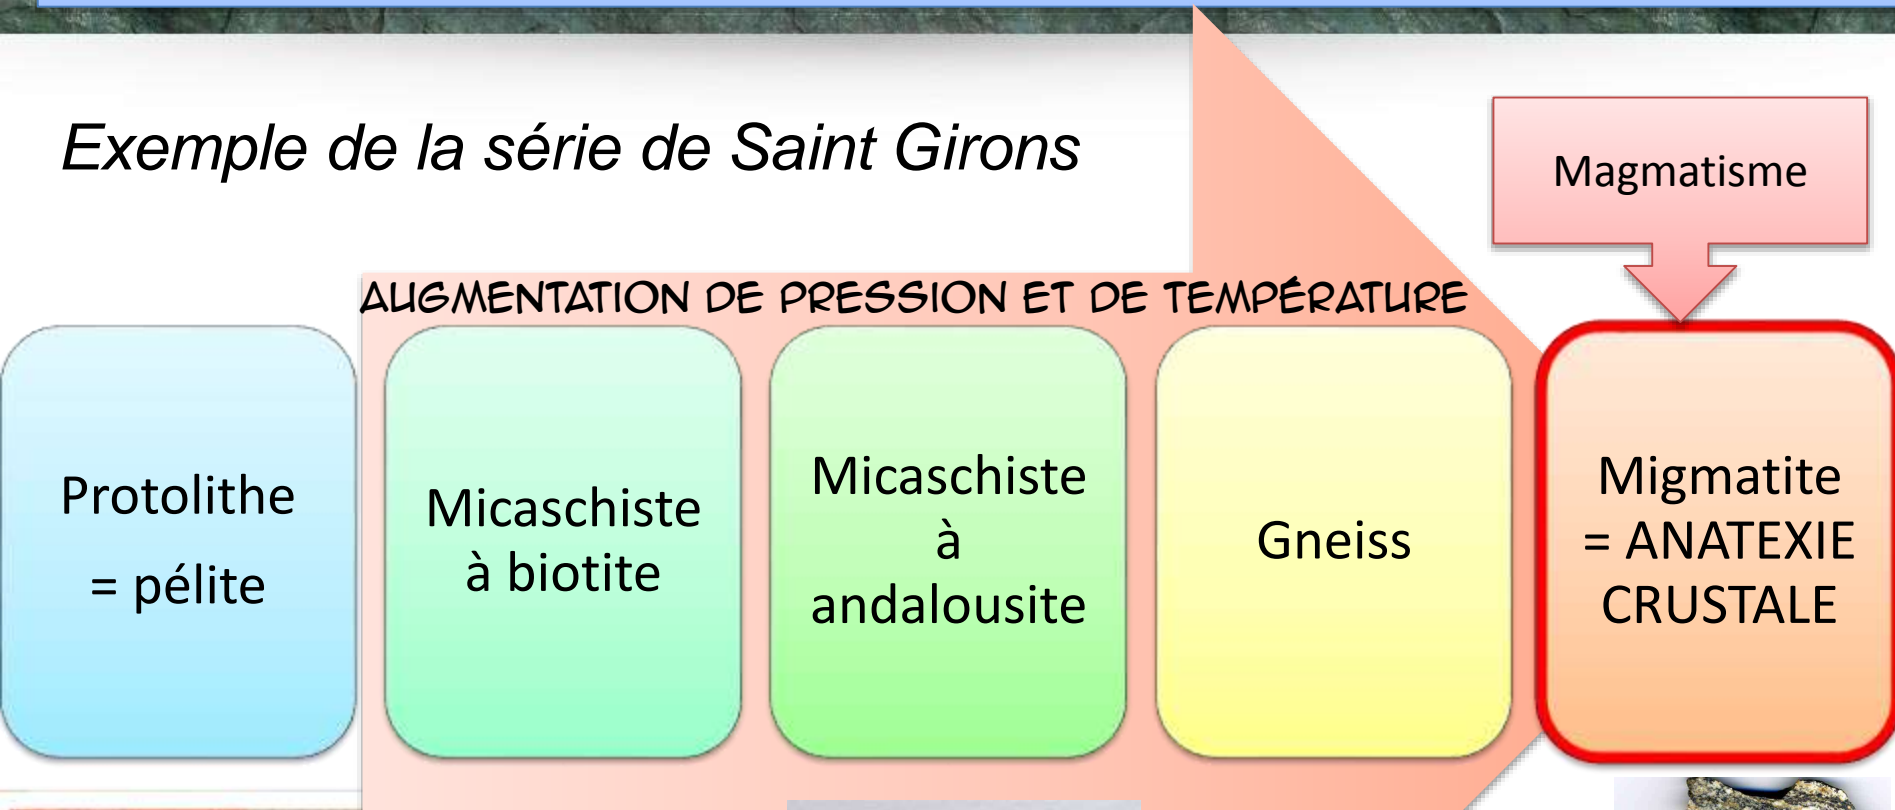 Exemple de la série de Saint Girons
Magmatisme
AUGMENTATION DE PRESSION ET DE TEMPÉRATURE
Protolithe
= pélite
Micaschiste
à biotite
Micaschiste
à
andalousite
Gneiss
Migmatite
= ANATEXIE
CRUSTALE